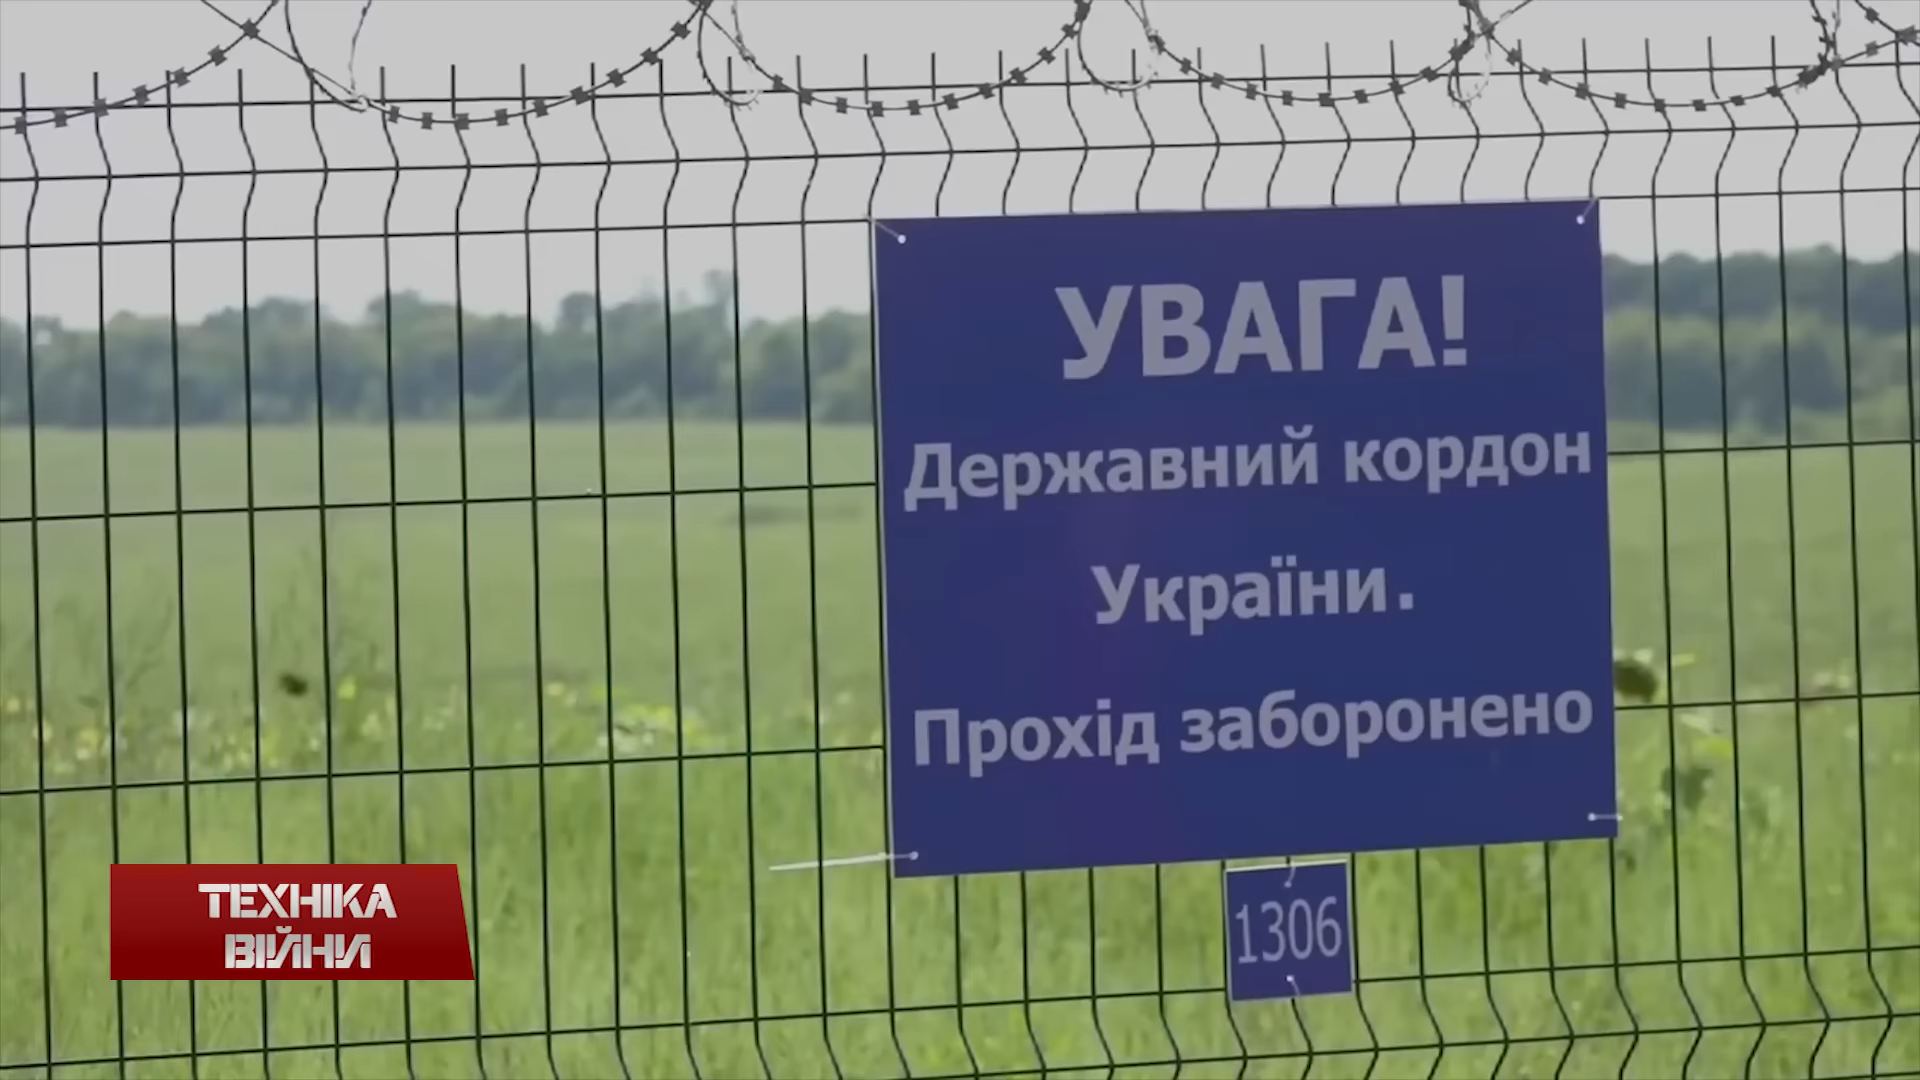 УВАГА!
Державний кордон
України.
Прохід заборонено
1306
ТЕХНІКА
ВІЙНИ